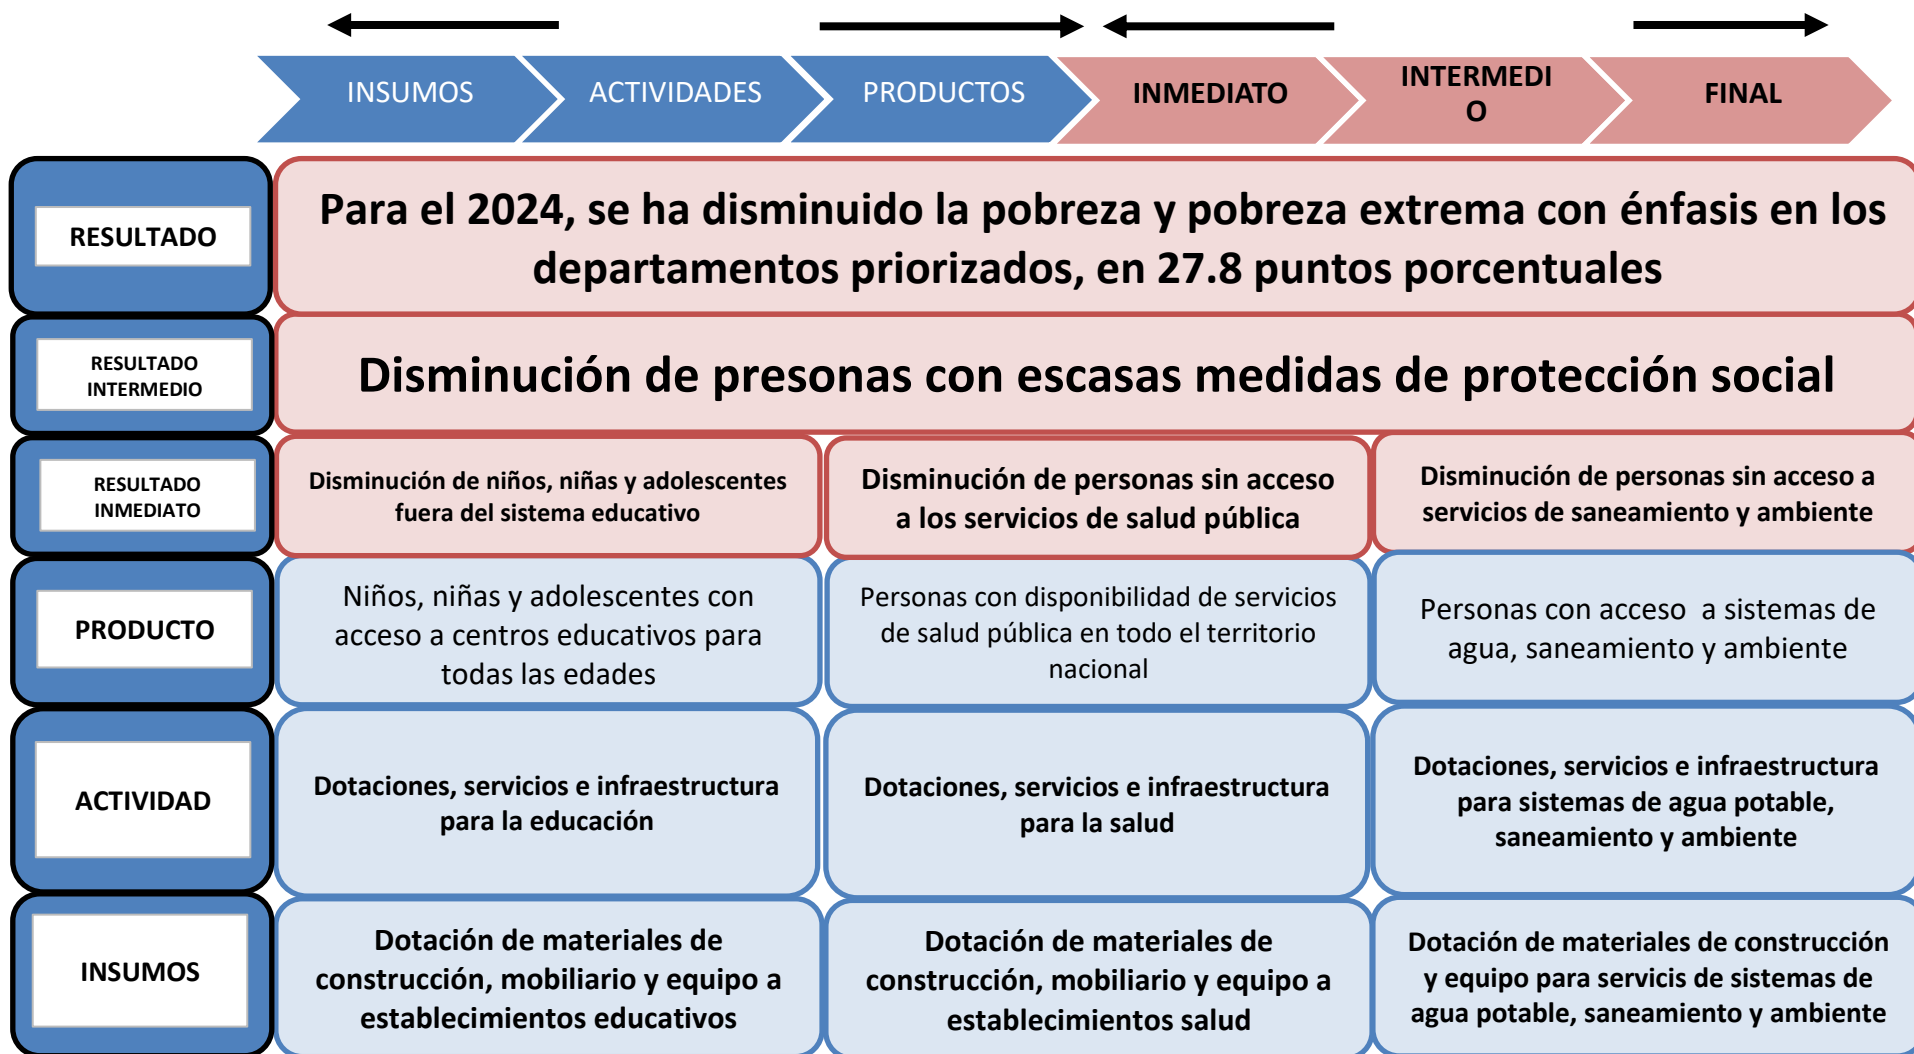 INSUMOS
ACTIVIDADES
PRODUCTOS
INMEDIATO
INTERMEDI
O
FINAL
RESULTADO
Para el 2024, se ha disminuido la pobreza y pobreza extrema con énfasis en los
departamentos priorizados, en 27.8 puntos porcentuales
RESULTADO
INTERMEDIO
Disminución de presonas con escasas medidas de protección social
RESULTADO
INMEDIATO
Disminución de niños, niñas y adolescentes
fuera del sistema educativo
Disminución de personas sin acceso
a los servicios de salud pública
Disminución de personas sin acceso a
servicios de saneamiento y ambiente
PRODUCTO
Niños, niñas y adolescentes con
acceso a centros educativos para
todas las edades
Personas con disponibilidad de servicios
de salud pública en todo el territorio
nacional
Personas con acceso  a sistemas de
agua, saneamiento y ambiente
ACTIVIDAD
Dotaciones, servicios e infraestructura
para la educación
Dotaciones, servicios e infraestructura
para la salud
Dotaciones, servicios e infraestructura
para sistemas de agua potable,
saneamiento y ambiente
INSUMOS
Dotación de materiales de
construcción, mobiliario y equipo a
establecimientos educativos
Dotación de materiales de
construcción, mobiliario y equipo a
establecimientos salud
Dotación de materiales de construcción
y equipo para servicis de sistemas de
agua potable, saneamiento y ambiente